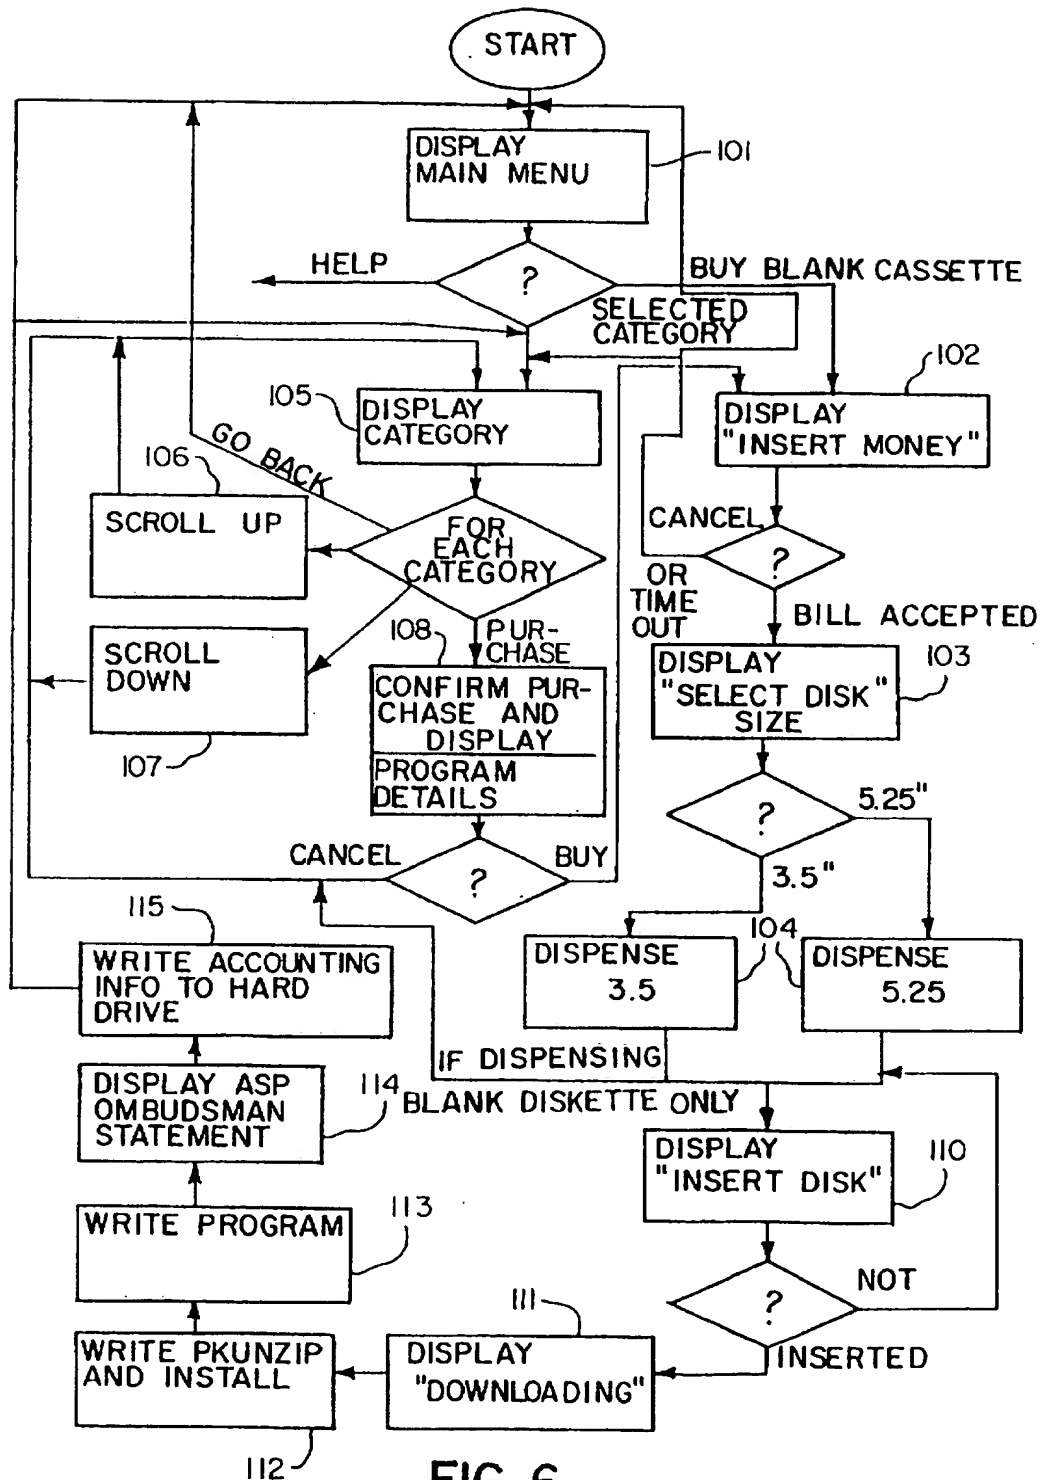 START
DISPLAY
MAIN MENU
101
HELP
?
BUY BLANK CASSETTE
SELECTED
CATEGORY
102
105
DISPLAY
CATEGORY
DISPLAY
"INSERT MONEY"
GO BACK
106
SCROLL UP
FOR
EACH
CATEGORY
CANCEL
?
OR
TIME
OUT
BILL ACCEPTED
108
PUR-
CHASE
SCROLL
DOWN
107
CONFIRM PUR-
CHASE AND
DISPLAY
PROGRAM
DETAILS
DISPLAY
"SELECT DISK"
SIZE
103
?
5.25"
3.5"
CANCEL
?
BUY
115
WRITE ACCOUNTING
INFO TO HARD
DRIVE
DISPENSE
3.5
104
DISPENSE
5.25
IF DISPENSING
BLANK DISKETTE ONLY
DISPLAY ASP
OMBUDSMAN
STATEMENT
114
DISPLAY
"INSERT DISK"
110
WRITE PROGRAM
113
?
NOT
INSERTED
111
DISPLAY
"DOWNLOADING"
WRITE PKUNZIP
AND INSTALL
112
FIG. 6